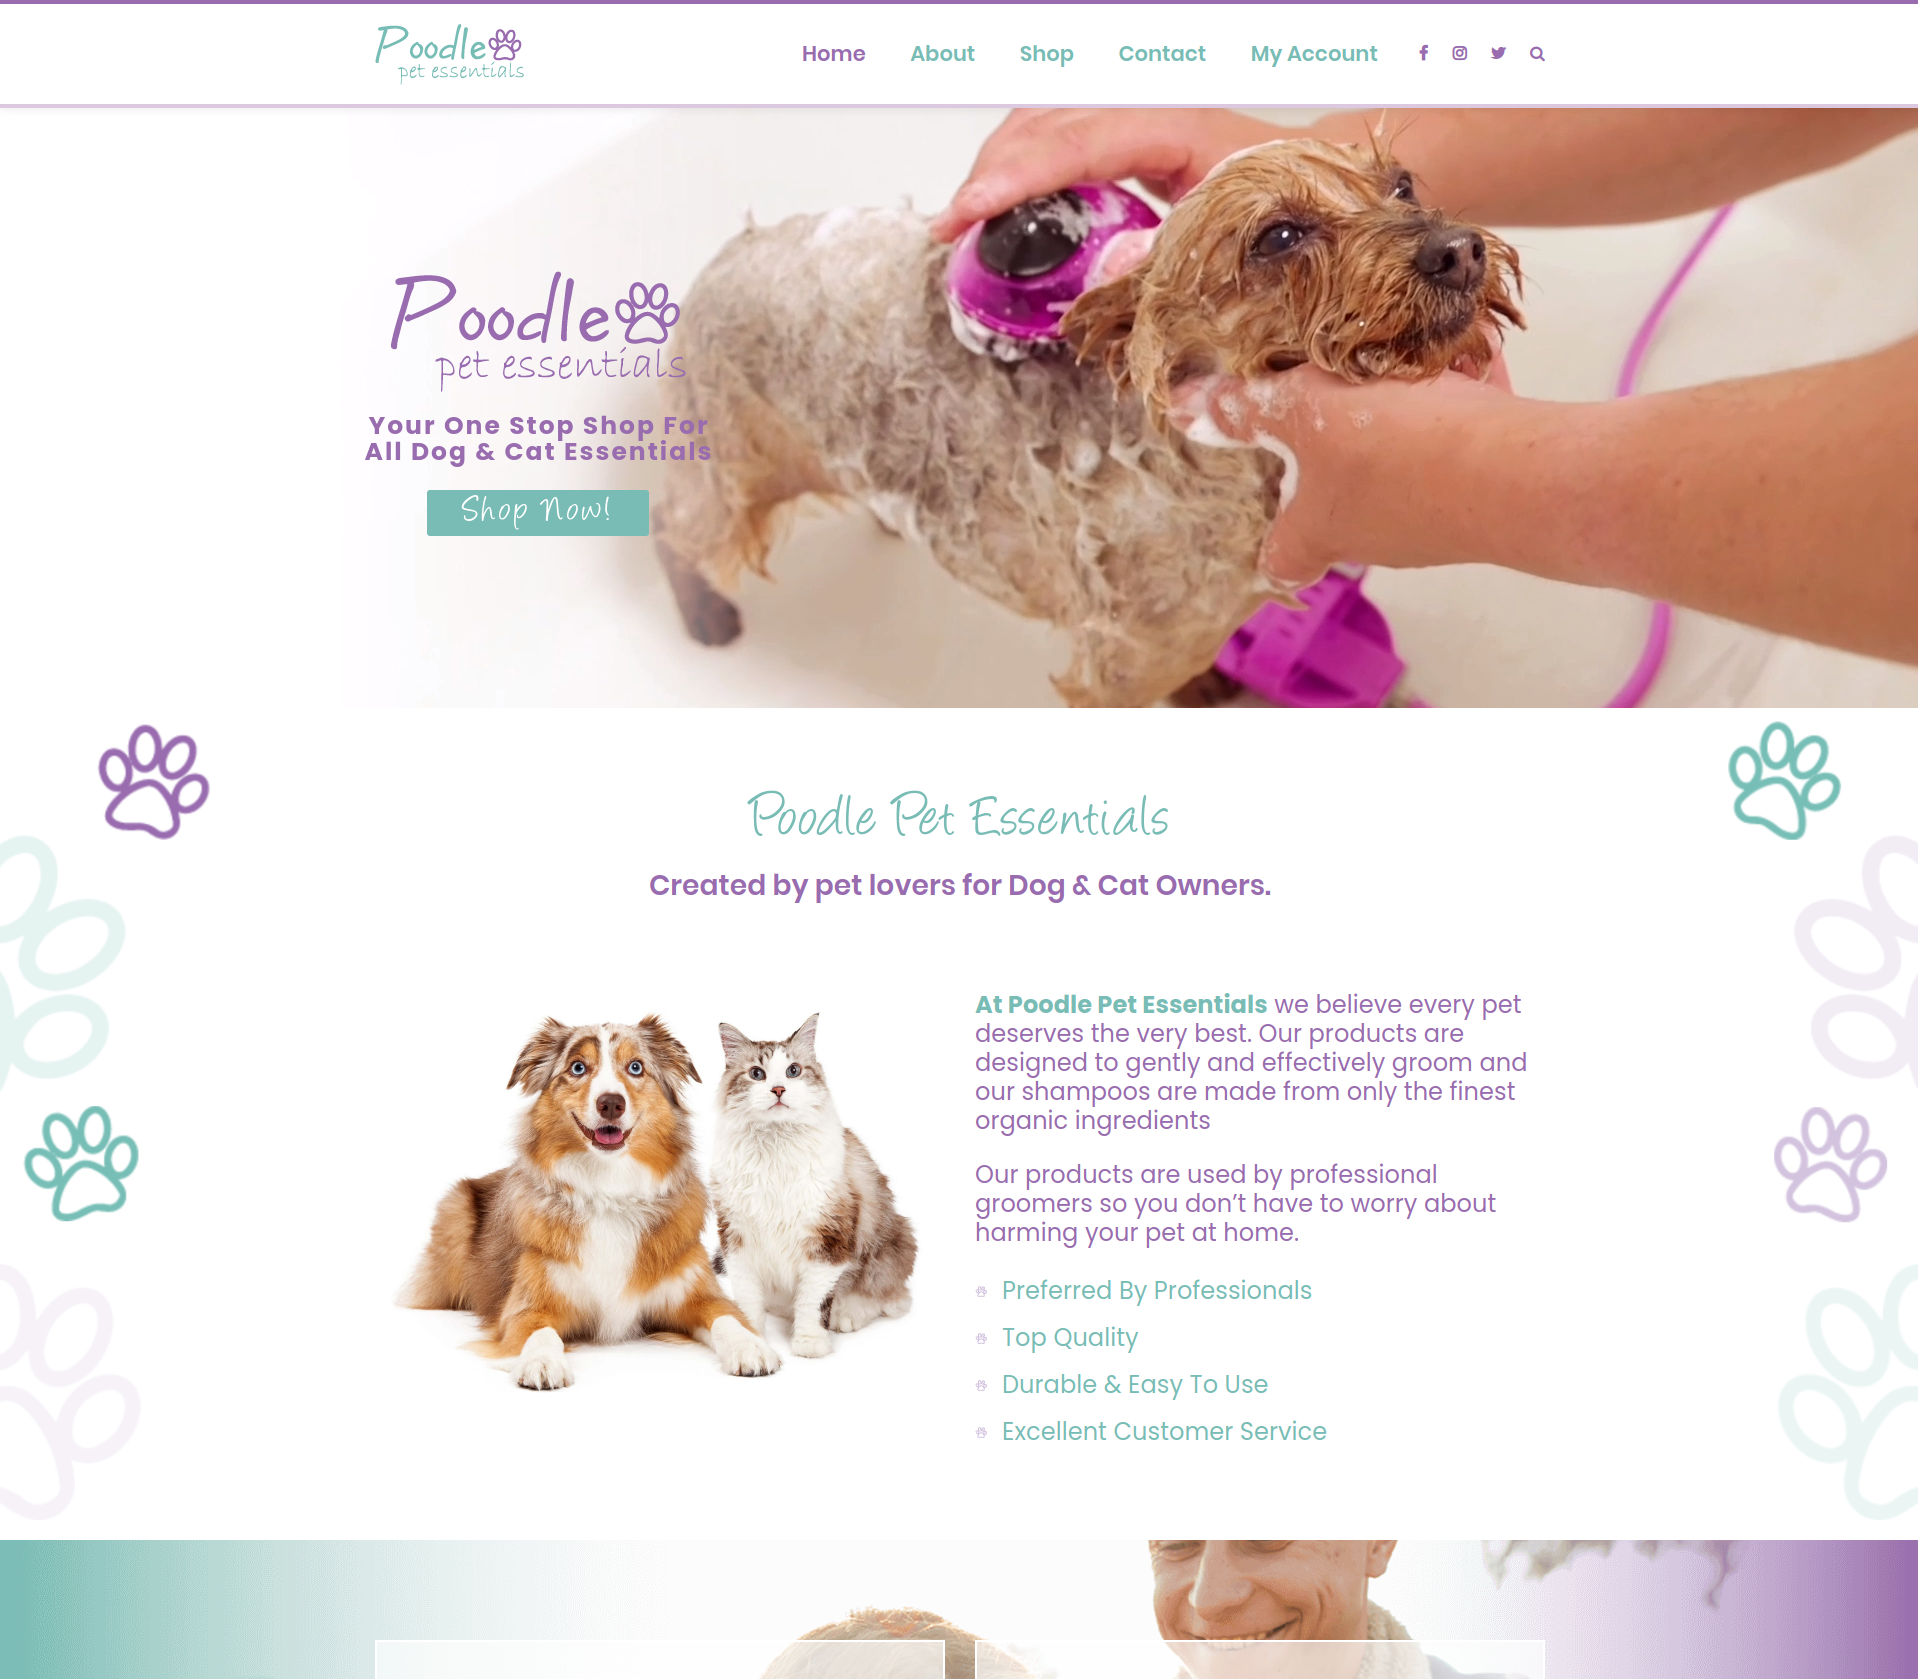 Poodle
pet essentials
Home About Shop Contact My Account
Poodle
pet essentials
Your One Stop Shop For
All Dog & Cat Essentials
Shop Now!
Poodle Pet Essentials
Created by pet lovers for Dog & Cat Owners.
At Poodle Pet Essentials we believe every pet
deserves the very best. Our products are
designed to gently and effectively groom and
our shampoos are made from only the finest
organic ingredients
Our products are used by professional
groomers so you don’t have to worry about
harming your pet at home.
Preferred By Professionals
Top Quality
Durable & Easy To Use
Excellent Customer Service